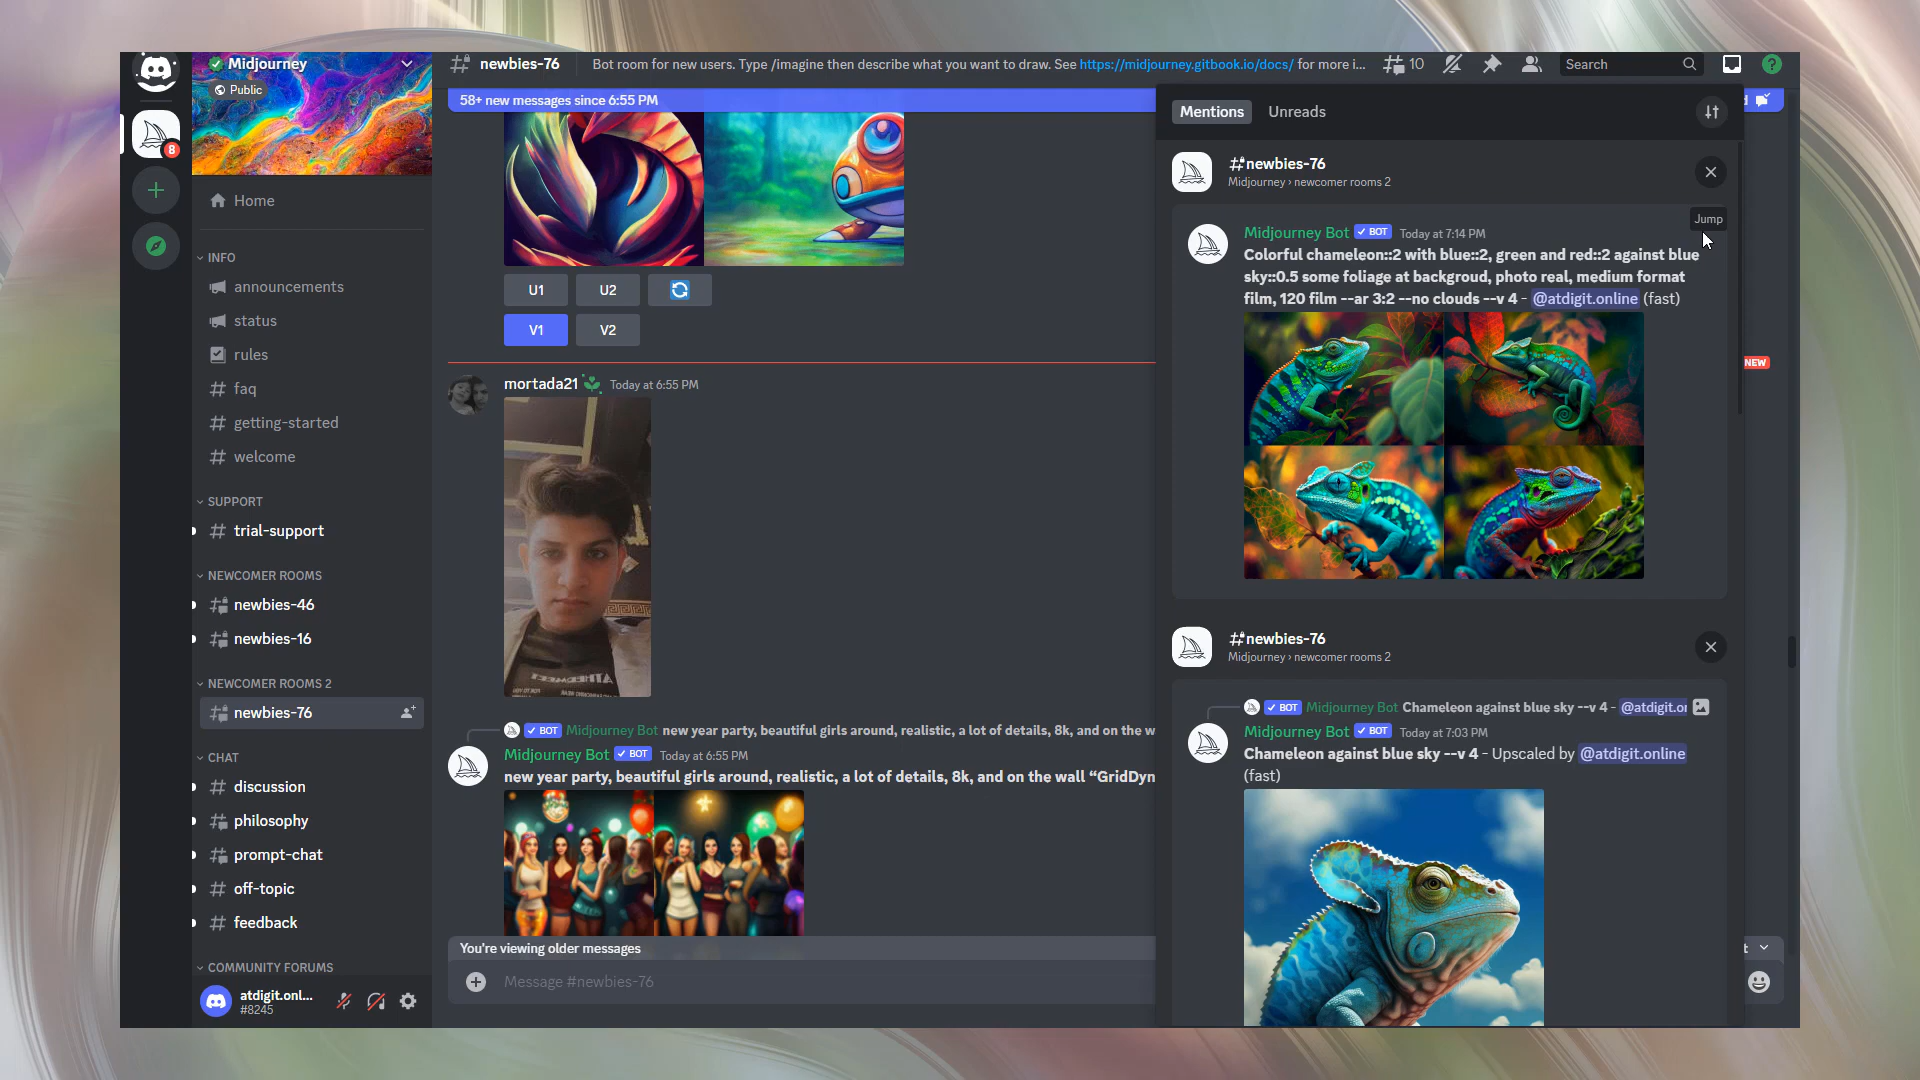 Midjourney
Public
8
Home
INFO
announcements
status
rules
faq
getting-started
welcome
SUPPORT
trial-support
NEWCOMER ROOMS
newbies-46
newbies-16
NEWCOMER ROOMS 2
newbies-76
CHAT
discussion
philosophy
prompt-chat
off-topic
feedback
COMMUNITY FORUMS
atdigit.onl...
#8245
newbies-76
Bot room for new users. Type /imagine then describe what you want to draw. See https://midjourney.gitbook.io/docs/ for more i...
10
Search
58+ new messages since 6:55 PM
U1 U2
V1 V2
NEW
mortada21 Today at 6:55 PM
BOT Midjourney Bot new year party, beautiful girls around, realistic, a lot of details, 8k, and on the w
Midjourney Bot BOT Today at 6:55 PM
new year party, beautiful girls around, realistic, a lot of details, 8k, and on the wall “GridDyn
You're viewing older messages
Message #newbies-76
Mentions Unreads
#newbies-76
Midjourney › newcomer rooms 2
Jump
Midjourney Bot BOT Today at 7:14 PM
Colorful chameleon::2 with blue::2, green and red::2 against blue
sky::0.5 some foliage at backgroud, photo real, medium format
film, 120 film --ar 3:2 --no clouds --v 4 - @atdigit.online (fast)
#newbies-76
Midjourney › newcomer rooms 2
BOT Midjourney Bot Chameleon against blue sky --v 4 - @atdigit.or
Midjourney Bot BOT Today at 7:03 PM
Chameleon against blue sky --v 4 - Upscaled by @atdigit.online
(fast)